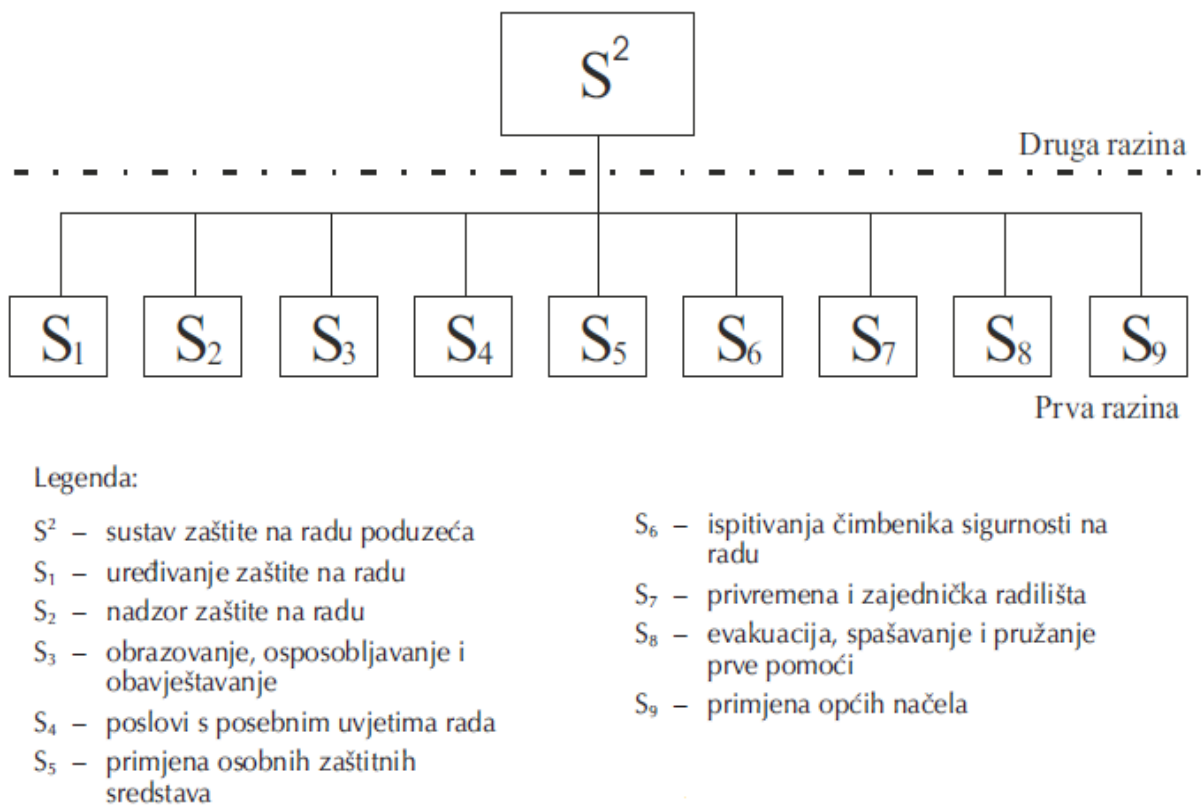 S²
Druga razina
S₁ S₂ S₃ S₄ S₅ S₆ S₇ S₈ S₉
Prva razina
Legenda:
S² – sustav zaštite na radu poduzeća
S₁ – uređivanje zaštite na radu
S₂ – nadzor zaštite na radu
S₃ – obrazovanje, osposobljavanje i
obavještavanje
S₄ – poslovi s posebnim uvjetima rada
S₅ – primjena osobnih zaštitnih
sredstava
S₆ – ispitivanja čimbenika sigurnosti na
radu
S₇ – privremena i zajednička radilišta
S₈ – evakuacija, spašavanje i pružanje
prve pomoći
S₉ – primjena općih načela